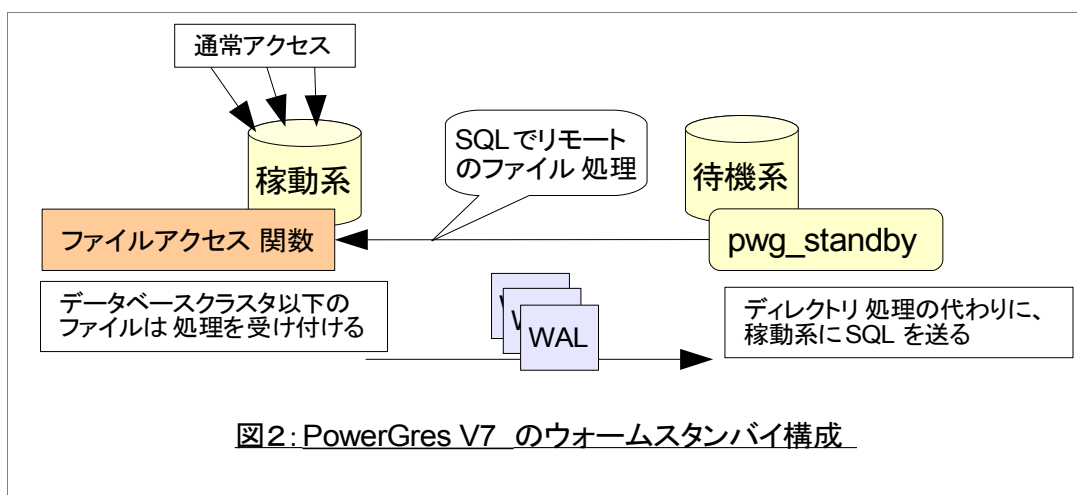 通常アクセス
SQLでリモート
のファイル 処理
稼動系
待機系
ファイルアクセス 関数
pwg_standby
データベースクラスタ以下の
ファイルは 処理を受け付ける
WAL
ディレクトリ 処理の代わりに、
稼動系にSQL を送る
図2：PowerGres V7 のウォームスタンバイ構成